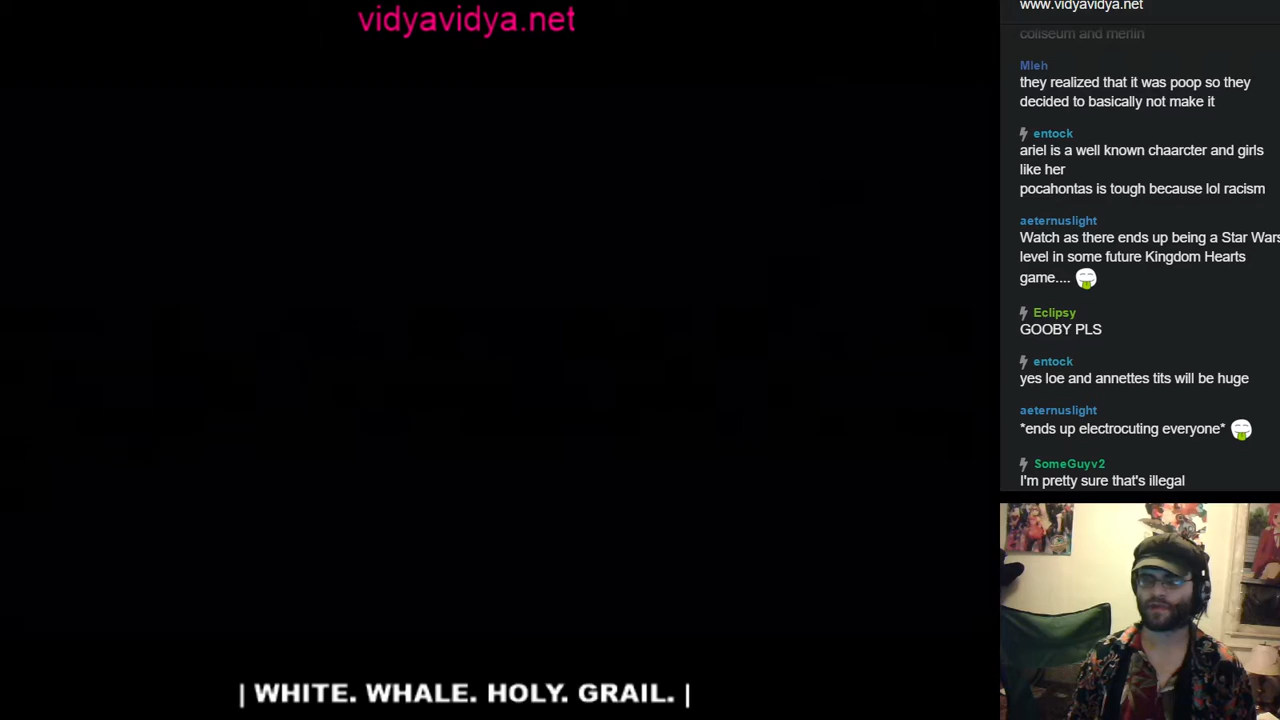 vidyavidya.net
www.vidyavidya.net
coliseum and merlin
Mleh
they realized that it was poop so they
decided to basically not make it
entock
ariel is a well known chaarcter and girls
like her
pocahontas is tough because lol racism
aeternuslight
Watch as there ends up being a Star Wars
level in some future Kingdom Hearts
game....
Eclipsy
GOOBY PLS
entock
yes loe and annettes tits will be huge
aeternuslight
*ends up electrocuting everyone*
SomeGuyv2
I'm pretty sure that's illegal
| WHITE. WHALE. HOLY. GRAIL. |